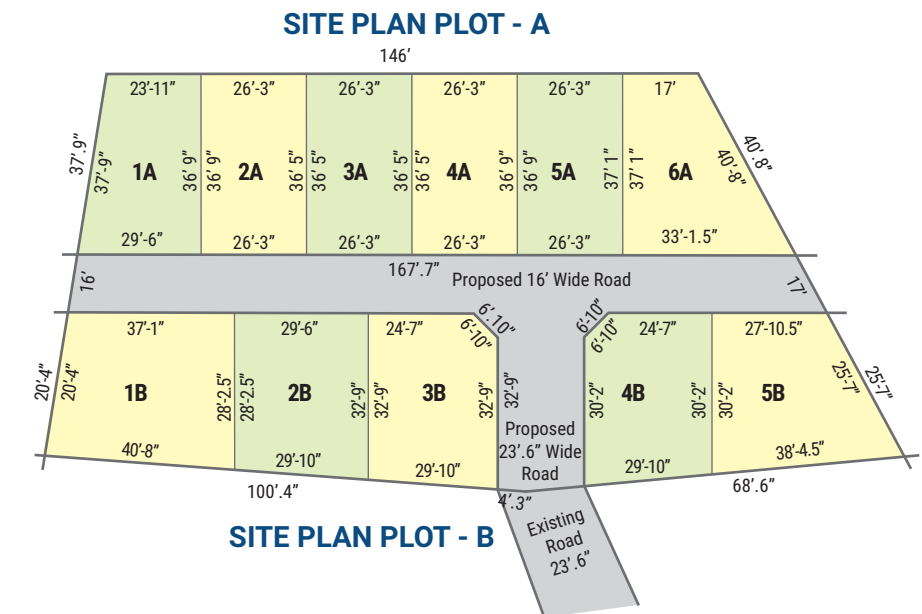 SITE PLAN PLOT - A
146’
23’-11” 26’-3” 26’-3” 26’-3” 26’-3” 17’
37’.9” 37’-9” 1A 36’ 9” 36’ 9” 2A 36’ 5” 36’ 5” 3A 36’ 5” 36’ 5” 4A 36’ 9” 36’ 9” 5A 37’ 1” 37’ 1” 6A 40’-8” 40’.8”
29’-6” 26’-3” 26’-3” 26’-3” 26’-3” 33’-1.5”
167’.7”
16’ Proposed 16’ Wide Road 17’
6’.10” 6’-10” 6’-10” 6’-10”
37’-1” 29’-6” 24’-7” 24’-7” 27’-10.5”
20’-4” 20’-4” 1B 28’-2.5” 28’-2.5” 2B 32’-9” 32’-9” 3B 32’-9” 32’-9” 30’-2” 4B 30’-2” 30’-2” 5B 25’-7” 25’-7”
Proposed
23’.6” Wide
Road
40’-8” 29’-10” 29’-10” 29’-10” 38’-4.5”
100’.4” 4’.3” 68’.6”
SITE PLAN PLOT - B
Existing
Road
23’.6”